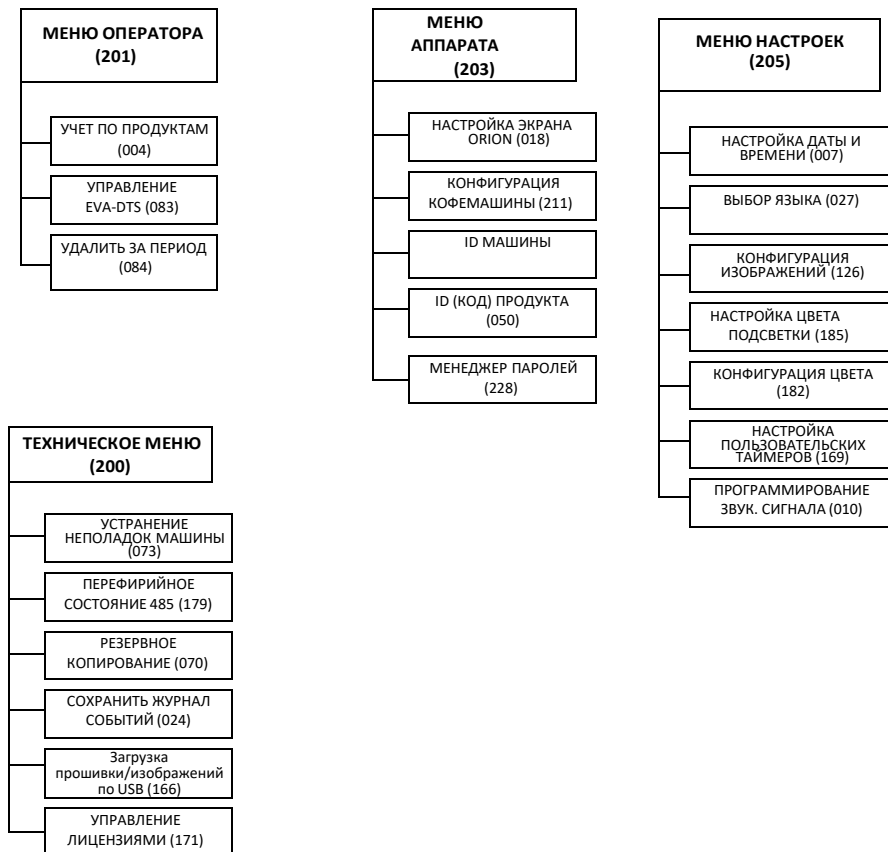 МЕНЮ ОПЕРАТОРА
(201)
УЧЕТ ПО ПРОДУКТАМ
(004)
УПРАВЛЕНИЕ
EVA-DTS (083)
УДАЛИТЬ ЗА ПЕРИОД
(084)
МЕНЮ
АППАРАТА
(203)
НАСТРОЙКА ЭКРАНА
ORION (018)
КОНФИГУРАЦИЯ
КОФЕМАШИНЫ (211)
ID МАШИНЫ
ID (КОД) ПРОДУКТА
(050)
МЕНЕДЖЕР ПАРОЛЕЙ
(228)
МЕНЮ НАСТРОЕК
(205)
НАСТРОЙКА ДАТЫ И
ВРЕМЕНИ (007)
ВЫБОР ЯЗЫКА (027)
КОНФИГУРАЦИЯ
ИЗОБРАЖЕНИЙ (126)
НАСТРОЙКА ЦВЕТА
ПОДСВЕТКИ (185)
КОНФИГУРАЦИЯ ЦВЕТА
(182)
НАСТРОЙКА
ПОЛЬЗОВАТЕЛЬСКИХ
ТАЙМЕРОВ (169)
ПРОГРАММИРОВАНИЕ
ЗВУК. СИГНАЛА (010)
ТЕХНИЧЕСКОЕ МЕНЮ
(200)
УСТРАНЕНИЕ
НЕПОЛАДОК МАШИНЫ
(073)
ПЕРЕФИРИЙНОЕ
СОСТОЯНИЕ 485 (179)
РЕЗЕРВНОЕ
КОПИРОВАНИЕ (070)
СОХРАНИТЬ ЖУРНАЛ
СОБЫТИЙ (024)
Загрузка
прошивки/изображений
по USB (166)
УПРАВЛЕНИЕ
ЛИЦЕНЗИЯМИ (171)